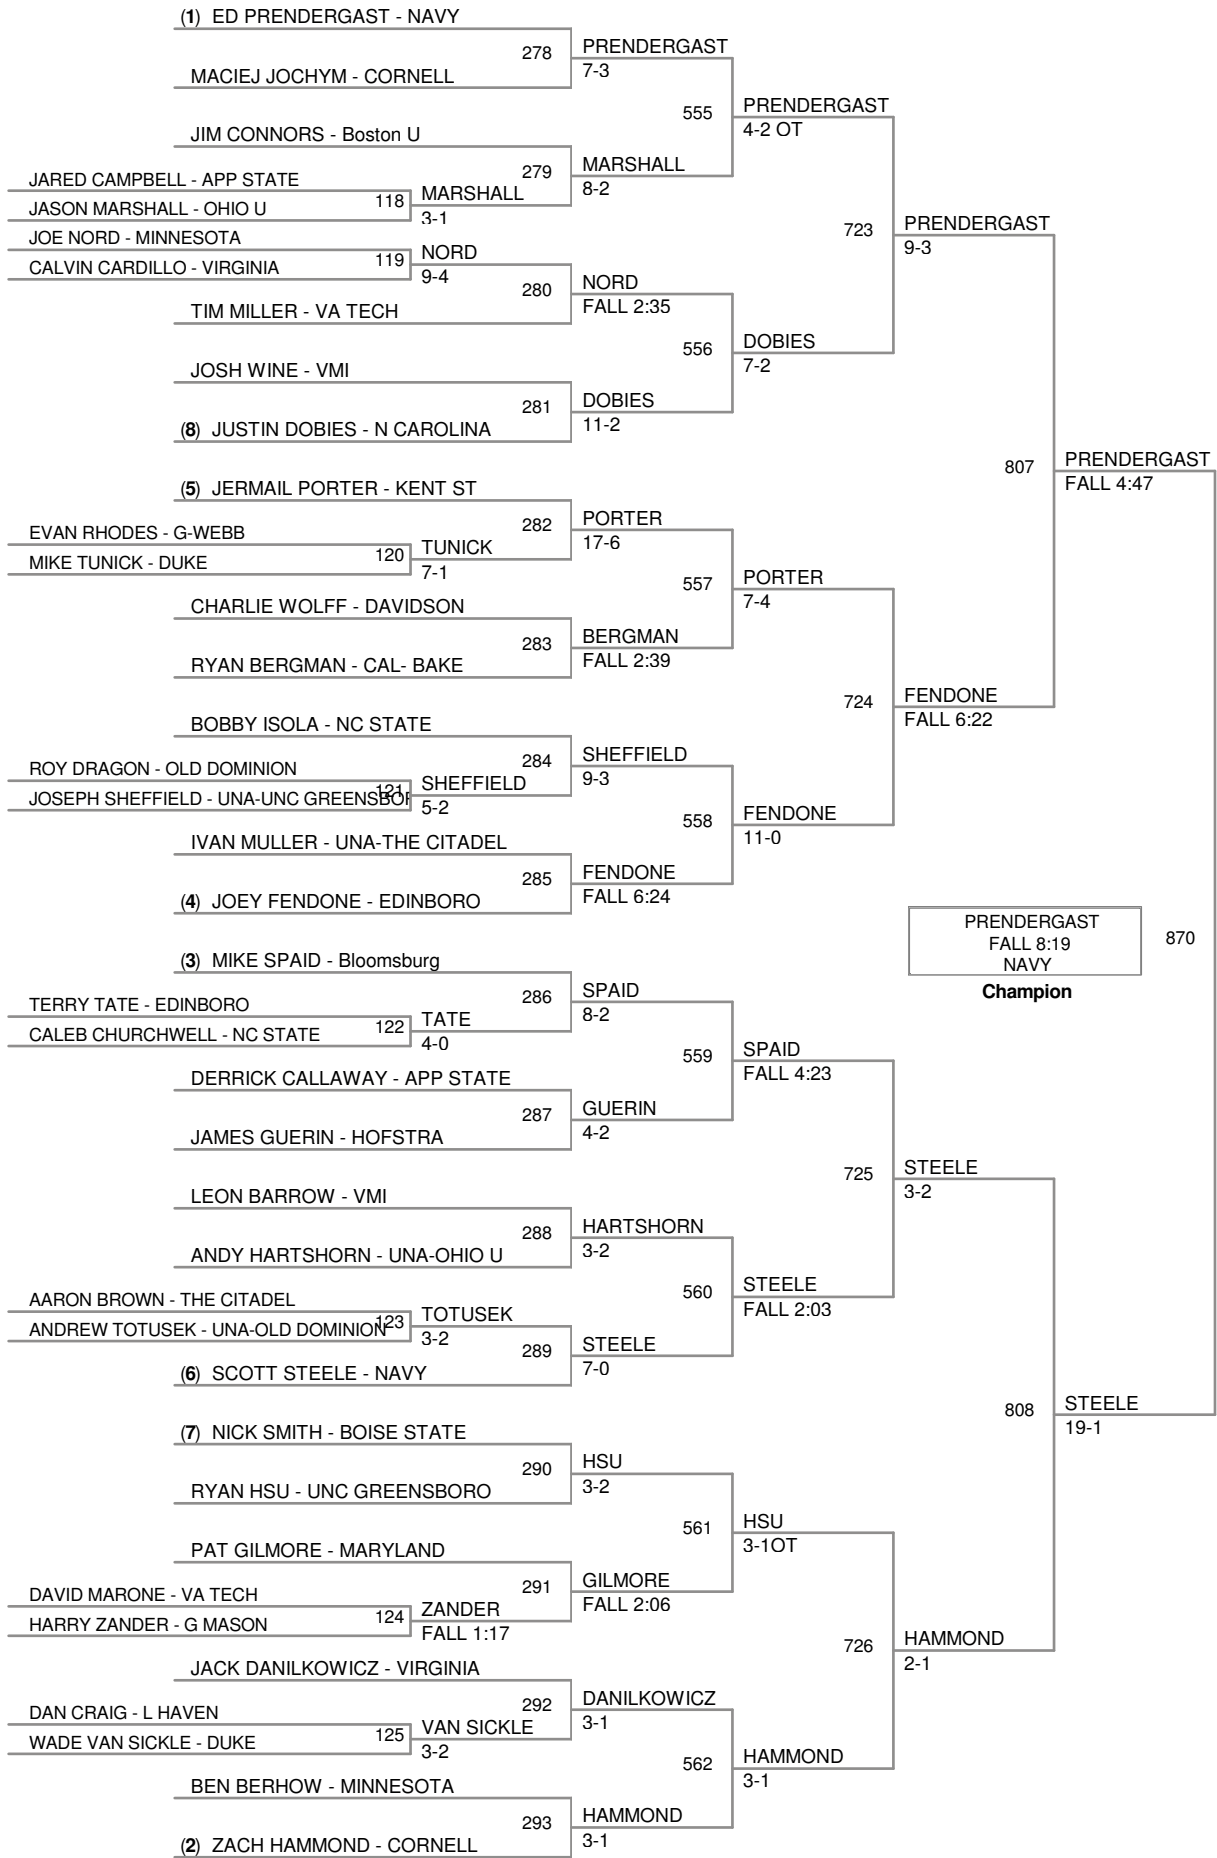 (1) ED PRENDERGAST - NAVY
278
PRENDERGAST
7-3
MACIEJ JOCHYM - CORNELL
555
PRENDERGAST
4-2 OT
JIM CONNORS - Boston U
279
MARSHALL
8-2
JARED CAMPBELL - APP STATE
118
MARSHALL
3-1
JASON MARSHALL - OHIO U
723
PRENDERGAST
9-3
JOE NORD - MINNESOTA
119
NORD
9-4
CALVIN CARDILLO - VIRGINIA
280
NORD
FALL 2:35
TIM MILLER - VA TECH
556
DOBIES
7-2
JOSH WINE - VMI
281
DOBIES
11-2
(8) JUSTIN DOBIES - N CAROLINA
807
PRENDERGAST
FALL 4:47
(5) JERMAIL PORTER - KENT ST
282
PORTER
17-6
EVAN RHODES - G-WEBB
120
TUNICK
7-1
MIKE TUNICK - DUKE
557
PORTER
7-4
CHARLIE WOLFF - DAVIDSON
283
BERGMAN
FALL 2:39
RYAN BERGMAN - CAL- BAKE
724
FENDONE
FALL 6:22
BOBBY ISOLA - NC STATE
284
SHEFFIELD
9-3
ROY DRAGON - OLD DOMINION
121
SHEFFIELD
5-2
JOSEPH SHEFFIELD - UNA-UNC GREENSBOR
558
FENDONE
11-0
IVAN MULLER - UNA-THE CITADEL
285
FENDONE
FALL 6:24
(4) JOEY FENDONE - EDINBORO
PRENDERGAST
FALL 8:19
NAVY
Champion
870
(3) MIKE SPAID - Bloomsburg
286
SPAID
8-2
TERRY TATE - EDINBORO
122
TATE
4-0
CALEB CHURCHWELL - NC STATE
559
SPAID
FALL 4:23
DERRICK CALLAWAY - APP STATE
287
GUERIN
4-2
JAMES GUERIN - HOFSTRA
725
STEELE
3-2
LEON BARROW - VMI
288
HARTSHORN
3-2
ANDY HARTSHORN - UNA-OHIO U
560
STEELE
FALL 2:03
AARON BROWN - THE CITADEL
123
TOTUSEK
3-2
ANDREW TOTUSEK - UNA-OLD DOMINION
289
STEELE
7-0
(6) SCOTT STEELE - NAVY
808
STEELE
19-1
(7) NICK SMITH - BOISE STATE
290
HSU
3-2
RYAN HSU - UNC GREENSBORO
561
HSU
3-1OT
PAT GILMORE - MARYLAND
291
GILMORE
FALL 2:06
DAVID MARONE - VA TECH
124
ZANDER
FALL 1:17
HARRY ZANDER - G MASON
726
HAMMOND
2-1
JACK DANILKOWICZ - VIRGINIA
292
DANILKOWICZ
3-1
DAN CRAIG - L HAVEN
125
VAN SICKLE
3-2
WADE VAN SICKLE - DUKE
562
HAMMOND
3-1
BEN BERHOW - MINNESOTA
293
HAMMOND
3-1
(2) ZACH HAMMOND - CORNELL